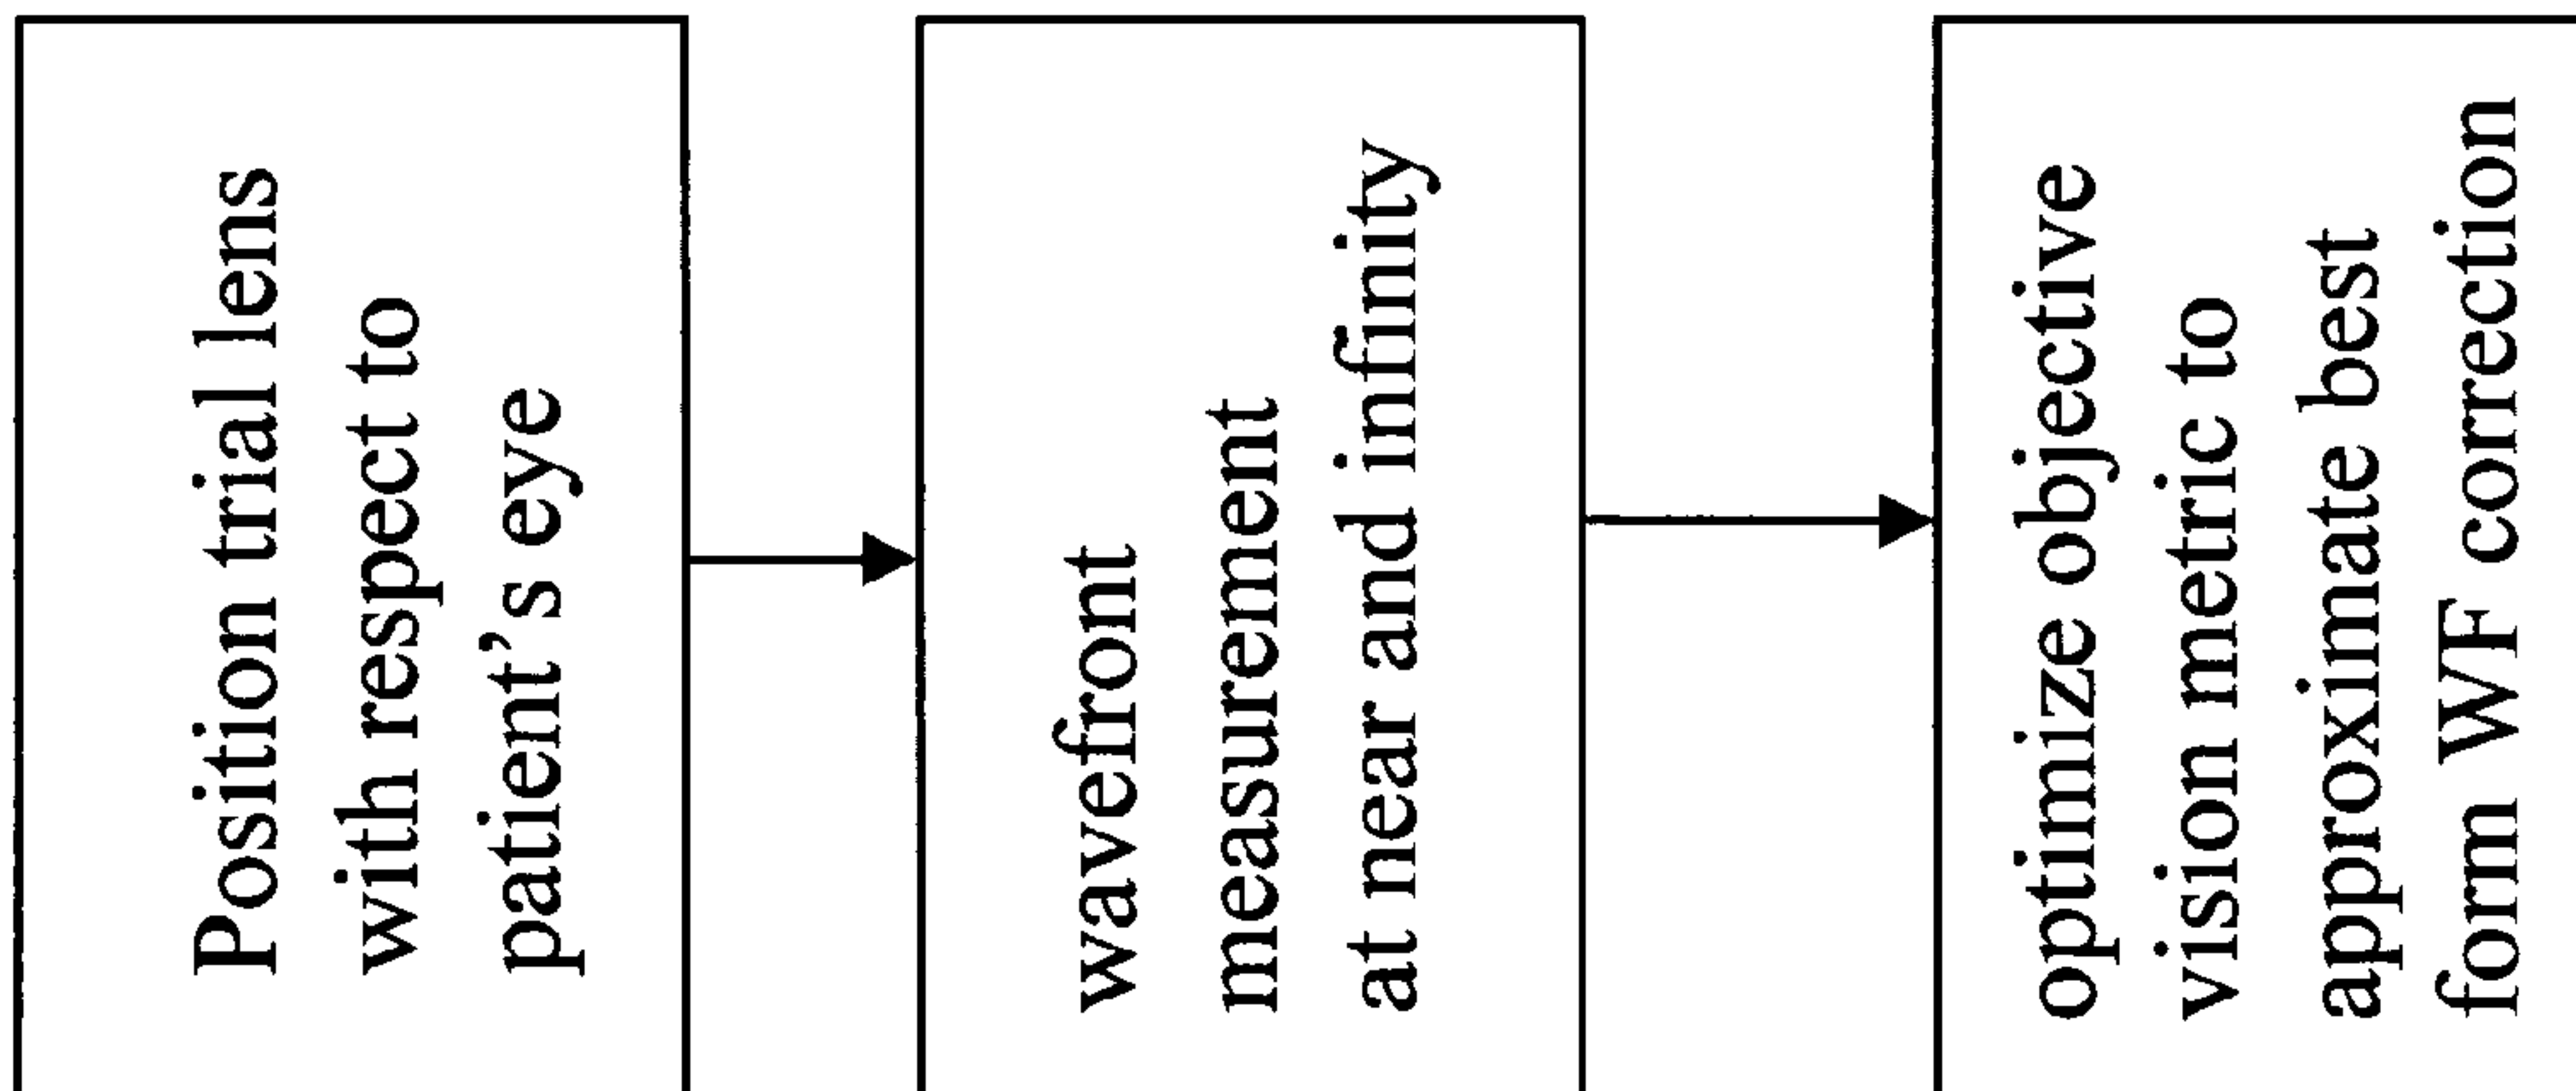 Position trial lens
with respect to
patient's eye
wavefront
measurement
at near and infinity
optimize objective
vision metric to
approximate best
form WF correction